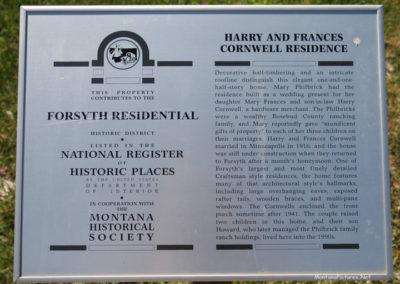 THIS PROPERTY
CONTRIBUTES TO THE
FORSYTH RESIDENTIAL
HISTORIC DISTRICT
LISTED IN THE
NATIONAL REGISTER
OF
HISTORIC PLACES
BY THE UNITED STATES
DEPARTMENT
OF INTERIOR
IN COOPERATION WITH
THE
MONTANA
HISTORICAL
SOCIETY
HARRY AND FRANCES
CORNWELL RESIDENCE
Decorative half-timbering and an intricate
roofline distinguish this elegant one-and-one-
half-story home. Mary Philbrick had the
residence built as a wedding present for her
daughter Mary Frances and son-in-law Harry
Cornwell, a hardware merchant. The Philbricks
were a wealthy Rosebud County ranching
family, and Mary reportedly gave "munificent
gifts of property" to each of her three children on
their marriages. Harry and Frances Cornwell
married in Minneapolis in 1916, and the house
was still under construction when they returned
to Forsyth after a month's honeymoon. One of
Forsyth's largest and most finely detailed
Craftsman style residences, the home features
many of that architectural style's hallmarks,
including large overhanging eaves, exposed
rafter tails, wooden braces, and multi-pane
windows. The Cornwells enclosed the front
porch sometime after 1941. The couple raised
two children in this home, and their son
Howard, who later managed the Philbrick family
ranch holdings, lived here into the 1990s.
MontanaPictures.Net